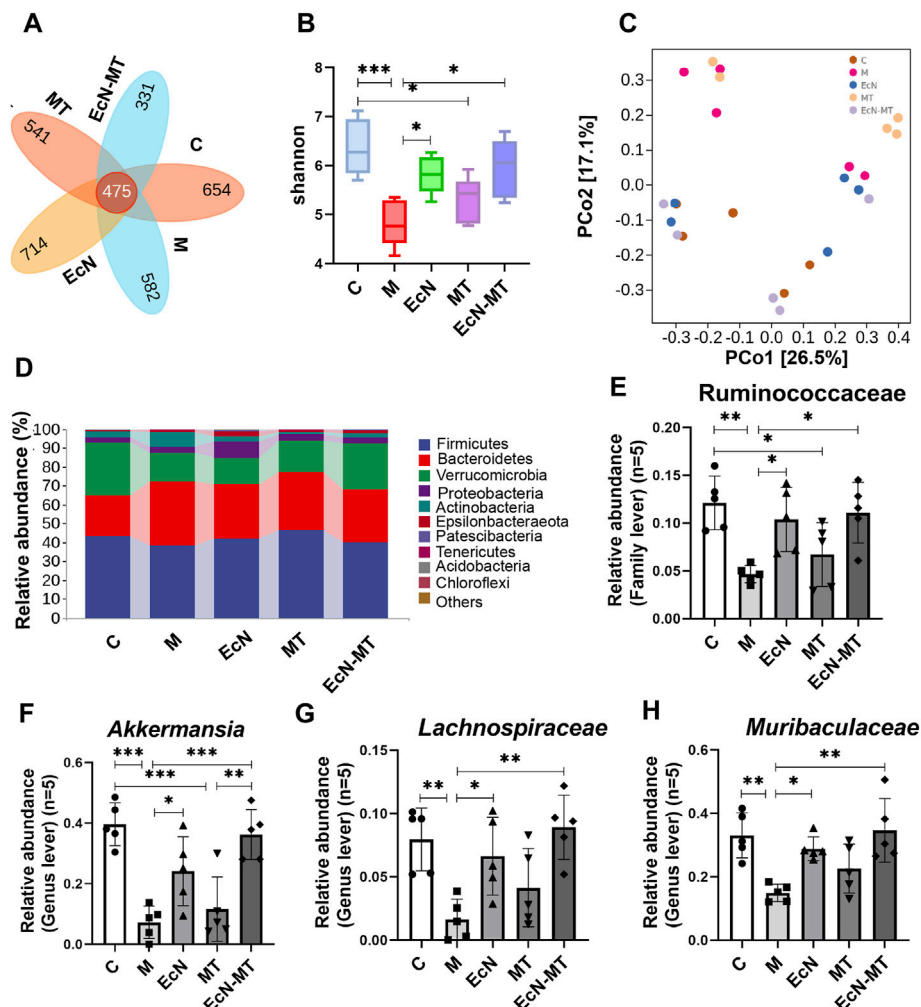 A
EcN-MT
MT
C
M
EcN
331
541
654
475
714
582
B
shannon
8
7
6
5
4
***
*
*
*
C
M
EcN
MT
EcN-MT
C
PCo2 [17.1%]
0.3
0.2
0.1
0.0
-0.1
-0.2
-0.3
C
M
EcN
MT
EcN-MT
-0.3 -0.2 -0.1 0.0 0.1 0.2 0.3 0.4
PCo1 [26.5%]
D
Relative abundance (%)
100
90
80
70
60
50
40
30
20
10
0
C
M
EcN
MT
EcN-MT
Firmicutes
Bacteroidetes
Verrucomicrobia
Proteobacteria
Actinobacteria
Epsilonbacteraeota
Patescibacteria
Tenericutes
Acidobacteria
Chloroflexi
Others
E
Ruminococcaceae
Relative abundance
(Family level) (n=5)
0.20
0.15
0.10
0.05
0.00
**
*
*
*
C
M
EcN
MT
EcN-MT
F
Akkermansia
Relative abundance
(Genus lever) (n=5)
0.6
0.4
0.2
0.0
***
***
***
**
*
C
M
EcN
MT
EcN-MT
G
Lachnospiraceae
Relative abundance
(Genus lever) (n=5)
0.15
0.10
0.05
0.00
**
**
*
C
M
EcN
MT
EcN-MT
H
Muribaculaceae
Relative abundance
(Genus lever) (n=5)
0.6
0.4
0.2
0.0
**
**
*
C
M
EcN
MT
EcN-MT